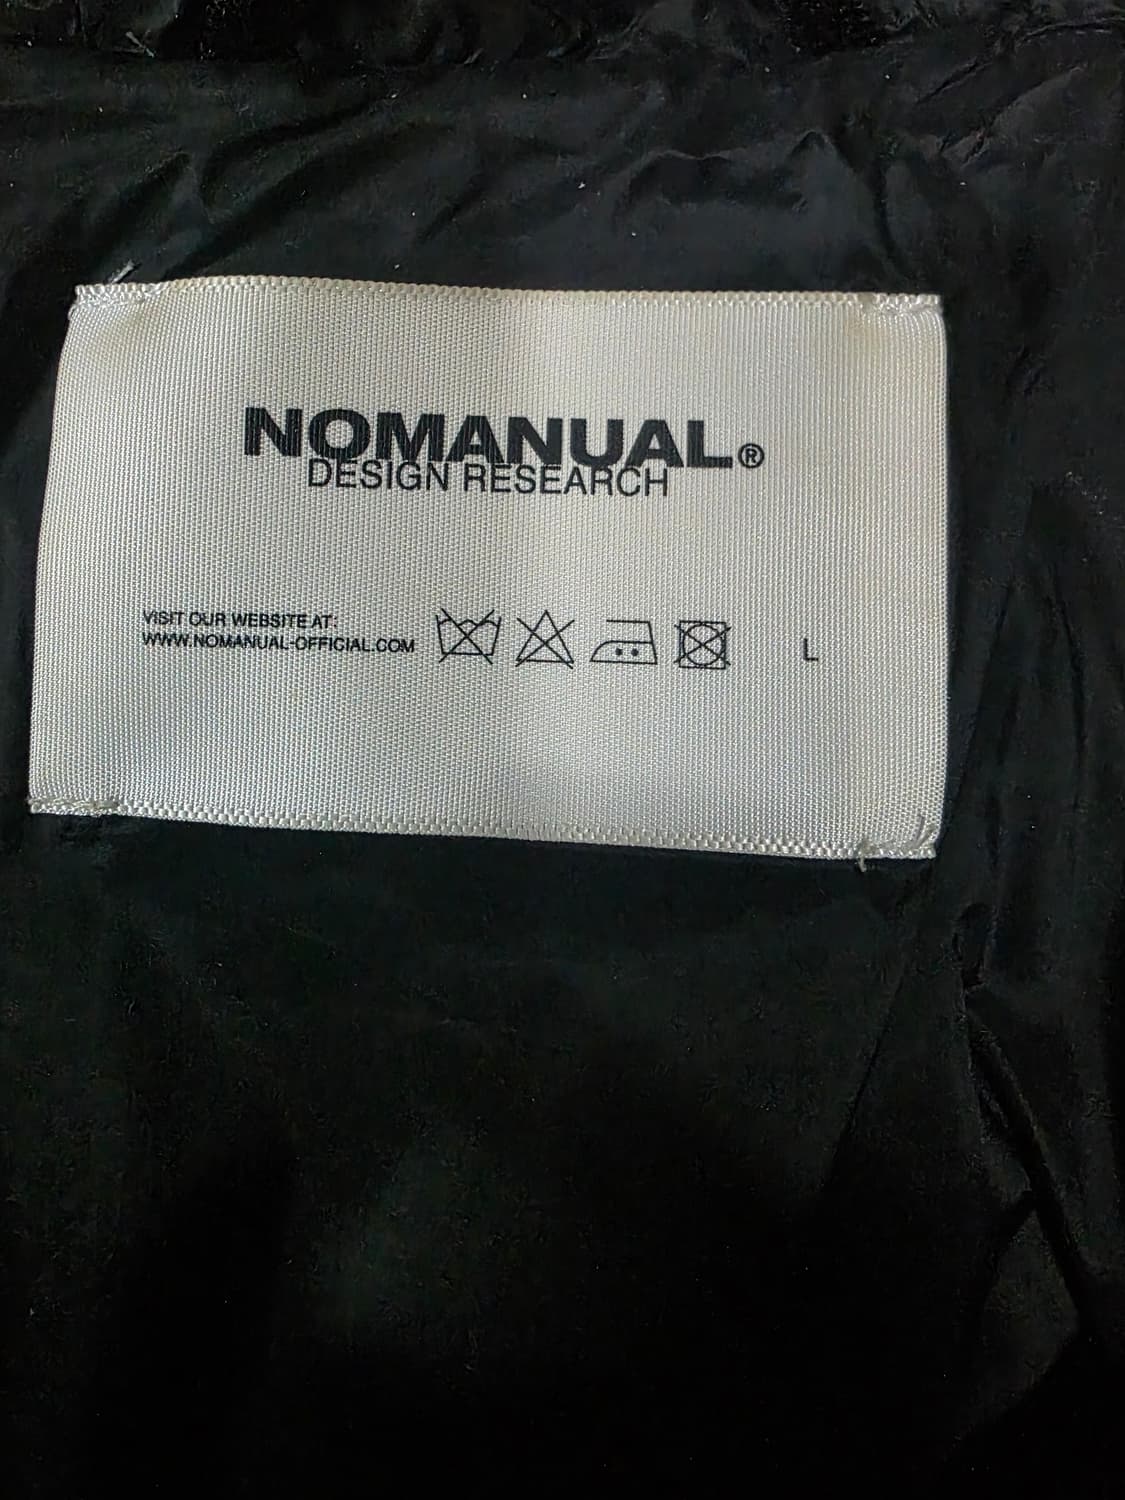 NOMANUAL®
DESIGN RESEARCH
VISIT OUR WEBSITE AT:
WWW.NOMANUAL-OFFICIAL.COM
L